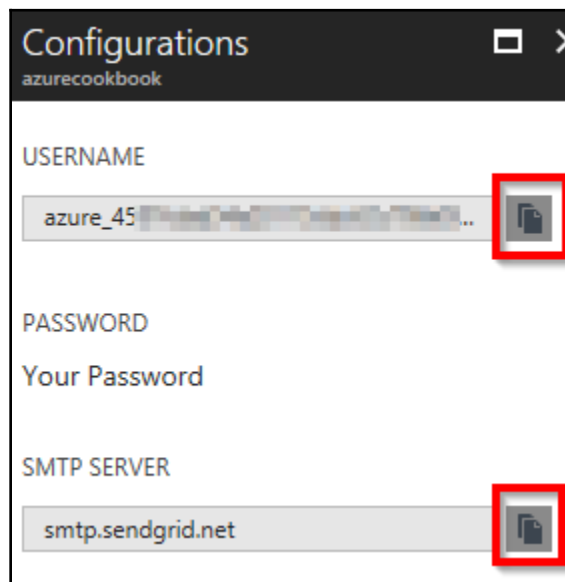 Configurations
azurecookbook
USERNAME
azure_45
PASSWORD
Your Password
SMTP SERVER
smtp.sendgrid.net